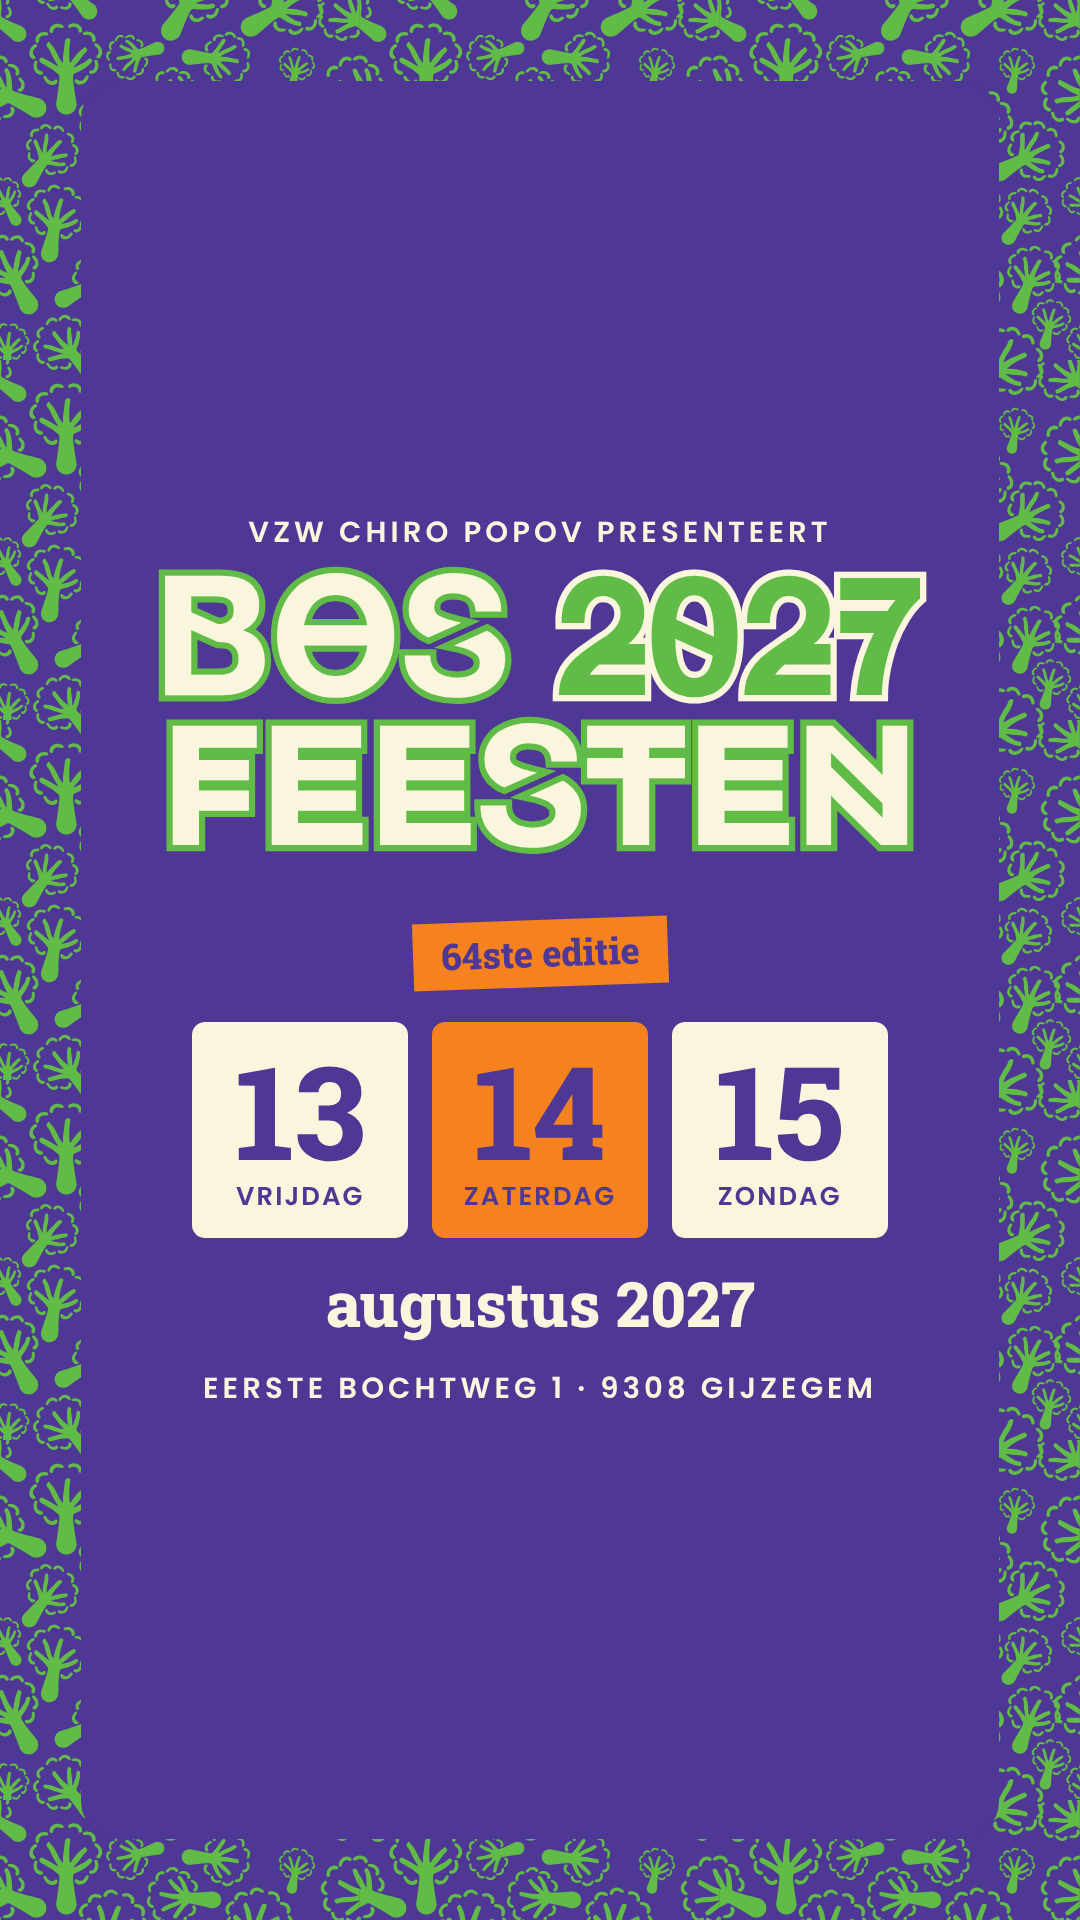 VZW CHIRO POPOV PRESENTEERT
BOS 2027
FEESTEN
64ste editie
13 14 15
VRIJDAG ZATERDAG ZONDAG
augustus 2027
EERSTE BOCHTWEG 1 · 9308 GIJZEGEM